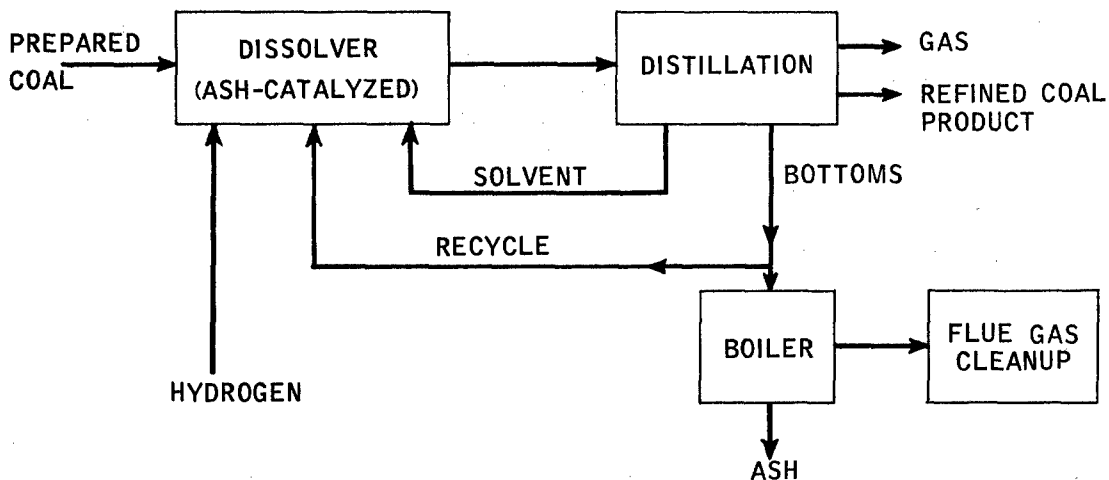 PREPARED
COAL
DISSOLVER
(ASH-CATALYZED)
DISTILLATION
GAS
REFINED COAL
PRODUCT
SOLVENT
BOTTOMS
RECYCLE
BOILER
FLUE GAS
CLEANUP
HYDROGEN
ASH